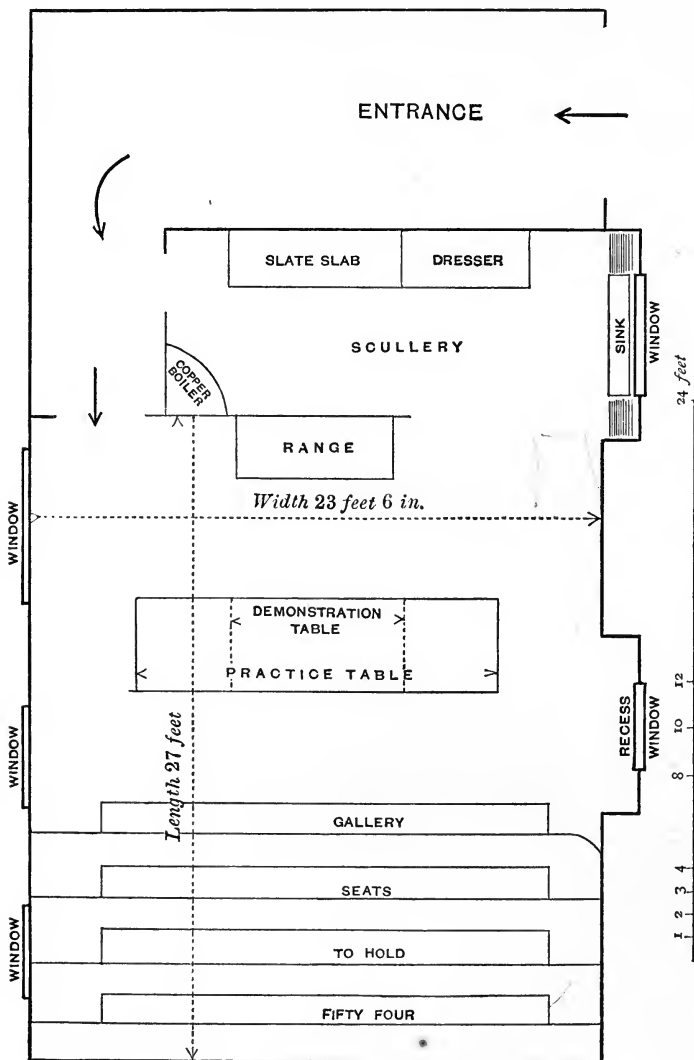 ENTRANCE
SLATE SLAB
DRESSER
SCULLERY
SINK
WINDOW
COPPER
BOILER
24 feet
RANGE
Width 23 feet 6 in.
WINDOW
DEMONSTRATION
TABLE
PRACTICE TABLE
Length 27 feet
WINDOW
RECESS
WINDOW
12
10
8
GALLERY
SEATS
4
3
2
1
WINDOW
TO HOLD
FIFTY FOUR